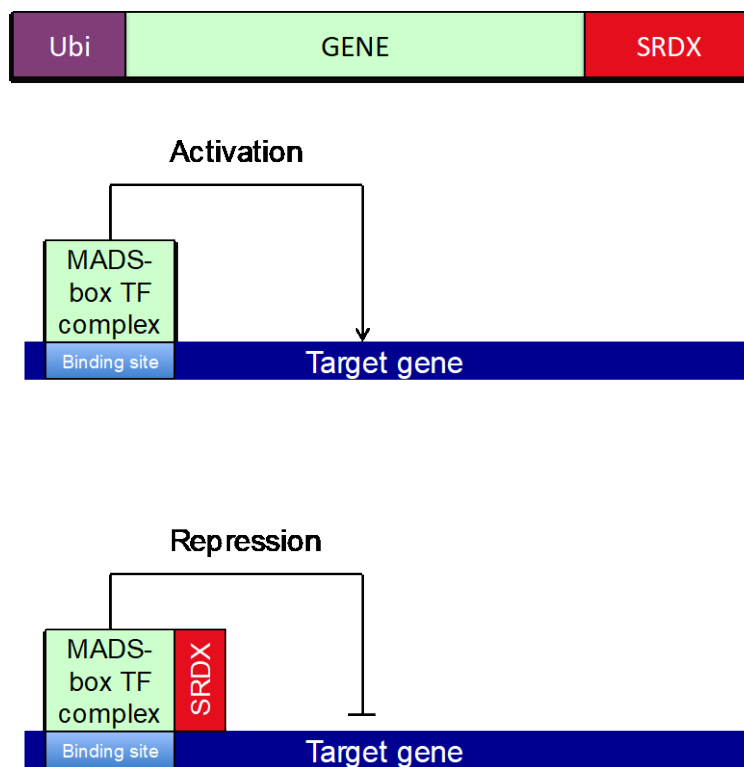 Ubi GENE SRDX
Activation
MADS-
box TF
complex
Binding site Target gene
Repression
MADS-
box TF
complex
SRDX
Binding site Target gene